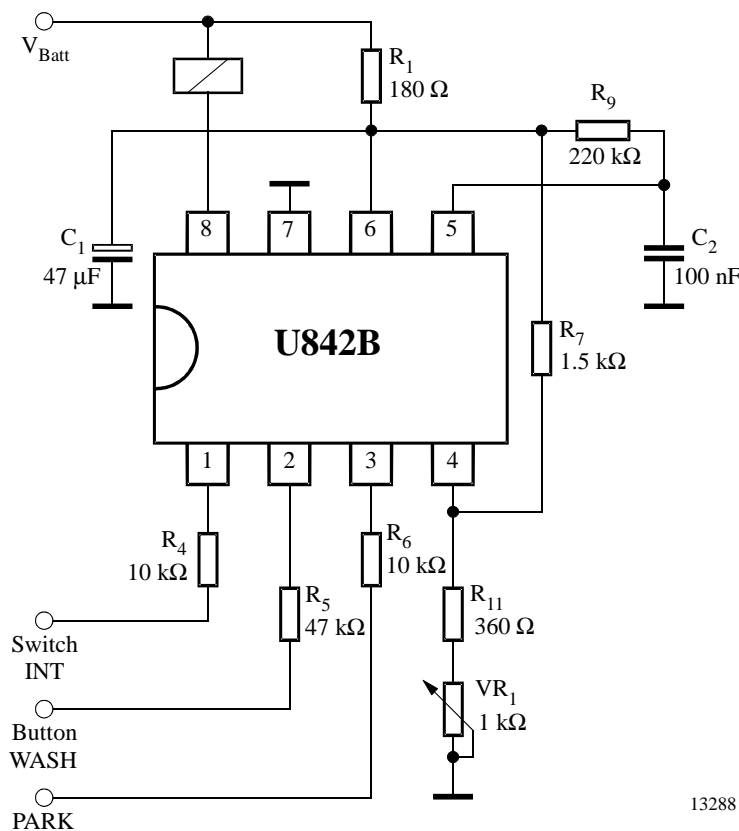 V_Batt
R_1
180 Ω
R_9
220 kΩ
8
7
6
5
C_1
47 μF
C_2
100 nF
U842B
R_7
1.5 kΩ
1
2
3
4
R_4
10 kΩ
R_6
10 kΩ
R_5
47 kΩ
R_11
360 Ω
Switch
INT
VR_1
1 kΩ
Button
WASH
PARK
13288